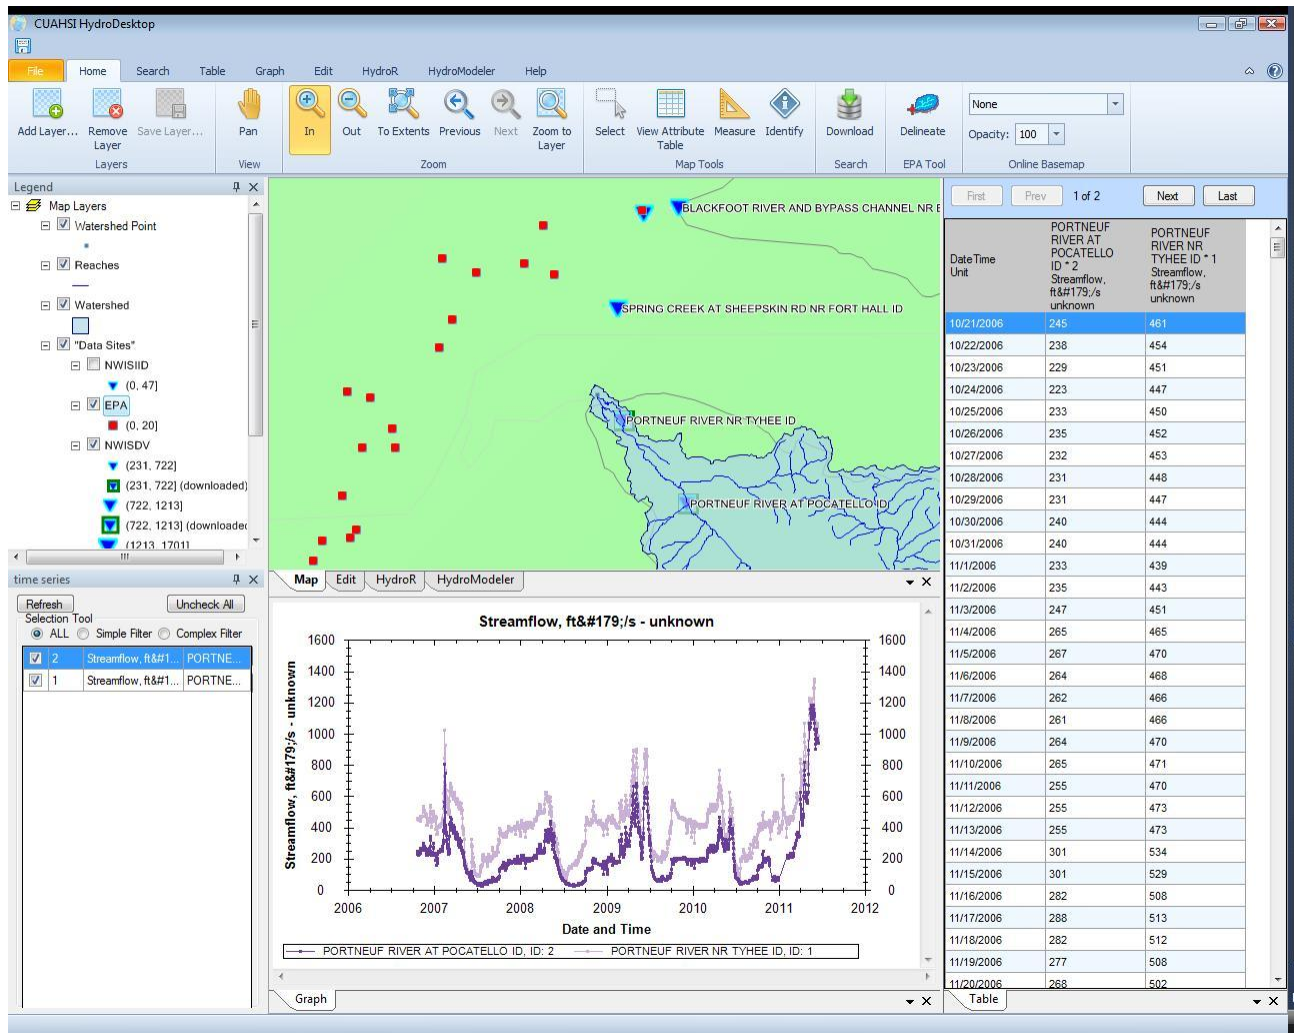 CUAHSI HydroDesktop
File Home Search Table Graph Edit HydroR HydroModeler Help
Add Layer... Remove Layer Save Layer... Pan In Out To Extents Previous Next Zoom to Layer Select View Attribute Table Measure Identify Download Delineate
None
Opacity: 100
Layers View Zoom Map Tools Search EPA Tool Online Basemap
Legend
Map Layers
Watershed Point
Reaches
Watershed
"Data Sites"
NWISIID
(0, 47]
EPA
(0, 20]
NWISDV
(231, 722]
(231, 722] (downloaded)
(722, 1213]
(722, 1213] (downloaded
(1213, 1701]
time series
Refresh Uncheck All
Selection Tool
ALL Simple Filter Complex Filter
2 Streamflow, ft&#1... PORTNE...
1 Streamflow, ft&#1... PORTNE...
BLACKFOOT RIVER AND BYPASS CHANNEL NR
SPRING CREEK AT SHEEPSKIN RD NR FORT HALL ID
PORTNEUF RIVER NR TYHEE ID
PORTNEUF RIVER AT POCATELLO ID
Map Edit HydroR HydroModeler
Streamflow, ft&#179;/s - unknown
Streamflow, ft&#179;/s - unknown
1600 1600
1400 1400
1200 1200
1000 1000
800 800
600 600
400 400
200 200
0 0
2006 2007 2008 2009 2010 2011 2012
Date and Time
PORTNEUF RIVER AT POCATELLO ID, ID: 2 PORTNEUF RIVER NR TYHEE ID, ID: 1
Graph
First Prev 1 of 2 Next Last
DateTime
Unit
PORTNEUF
RIVER AT
POCATELLO
ID * 2
Streamflow,
ft&#179;/s
unknown
PORTNEUF
RIVER NR
TYHEE ID * 1
Streamflow,
ft&#179;/s
unknown
10/21/2006 245 461
10/22/2006 238 454
10/23/2006 229 451
10/24/2006 223 447
10/25/2006 233 450
10/26/2006 235 452
10/27/2006 232 453
10/28/2006 231 448
10/29/2006 231 447
10/30/2006 240 444
10/31/2006 240 444
11/1/2006 233 439
11/2/2006 235 443
11/3/2006 247 451
11/4/2006 265 465
11/5/2006 267 470
11/6/2006 264 468
11/7/2006 262 466
11/8/2006 261 466
11/9/2006 264 470
11/10/2006 265 471
11/11/2006 255 470
11/12/2006 255 473
11/13/2006 255 473
11/14/2006 301 534
11/15/2006 301 529
11/16/2006 282 508
11/17/2006 288 513
11/18/2006 282 512
11/19/2006 277 508
11/20/2006 268 502
Table